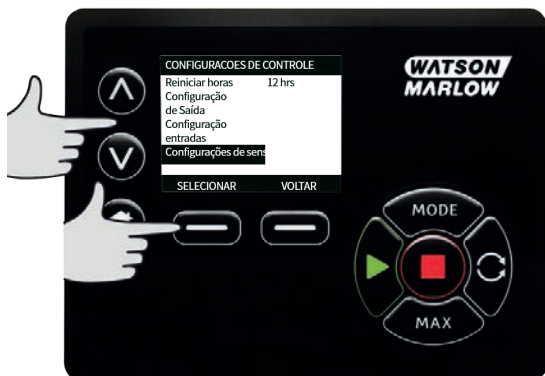 CONFIGURACOES DE CONTROLE
WATSON
MARLOW
Reiniciar horas 12 hrs
Configuração
de Saída
Configuração
entradas
Configurações de sens
SELECIONAR VOLTAR
MODE
MAX